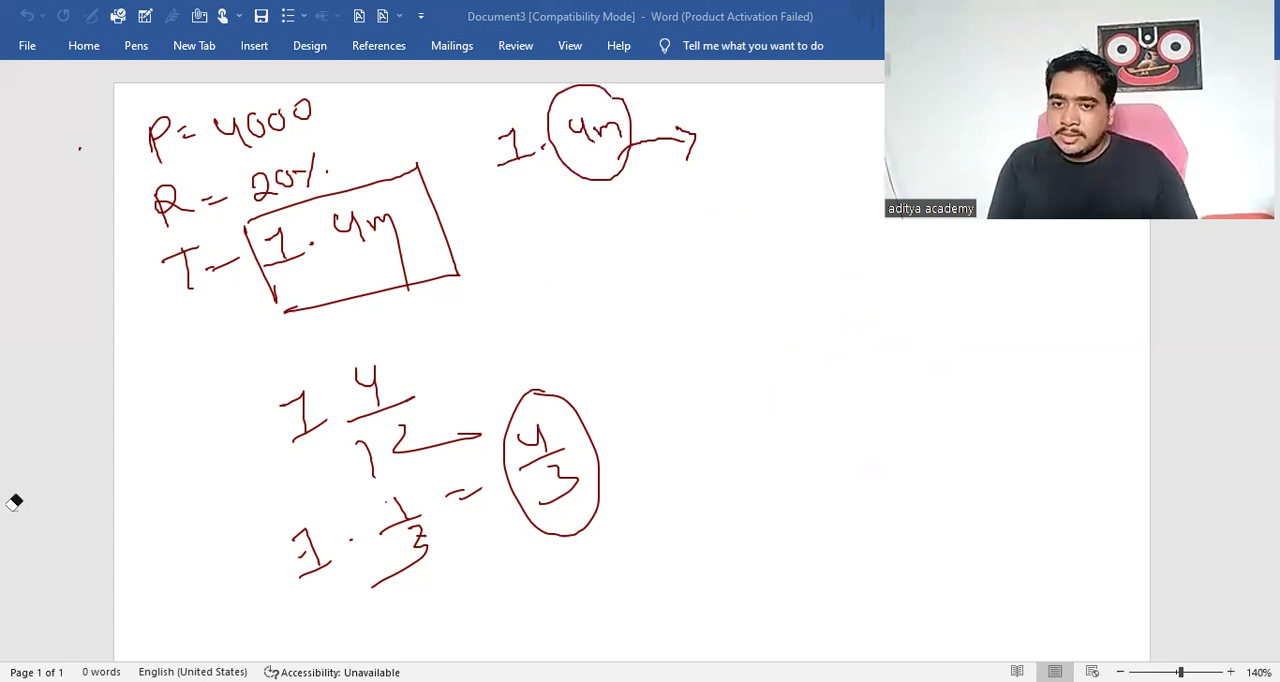 Document3 [Compatibility Mode] - Word (Product Activation Failed)
File Home Pens New Tab Insert Design References Mailings Review View Help Tell me what you want to do
P= 4000
R = 20%
T= 1. 4m
1. 4m
1 4/12
4/3
1. 1/3 =
aditya academy
Page 1 of 1 0 words English (United States) Accessibility: Unavailable 140%